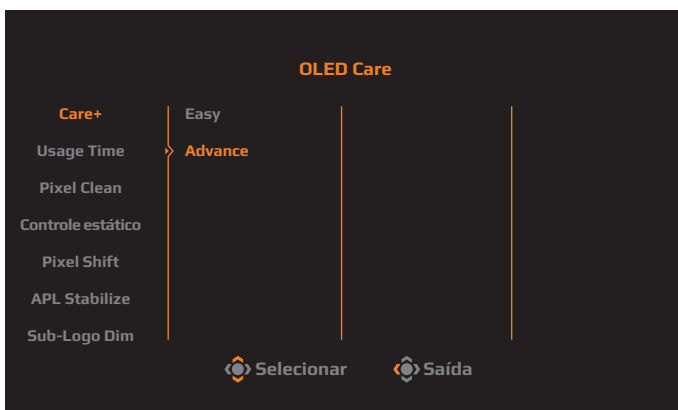 OLED Care
Care+ Easy
Usage Time Advance
Pixel Clean
Controle estático
Pixel Shift
APL Stabilize
Sub-Logo Dim
Selecionar Saída